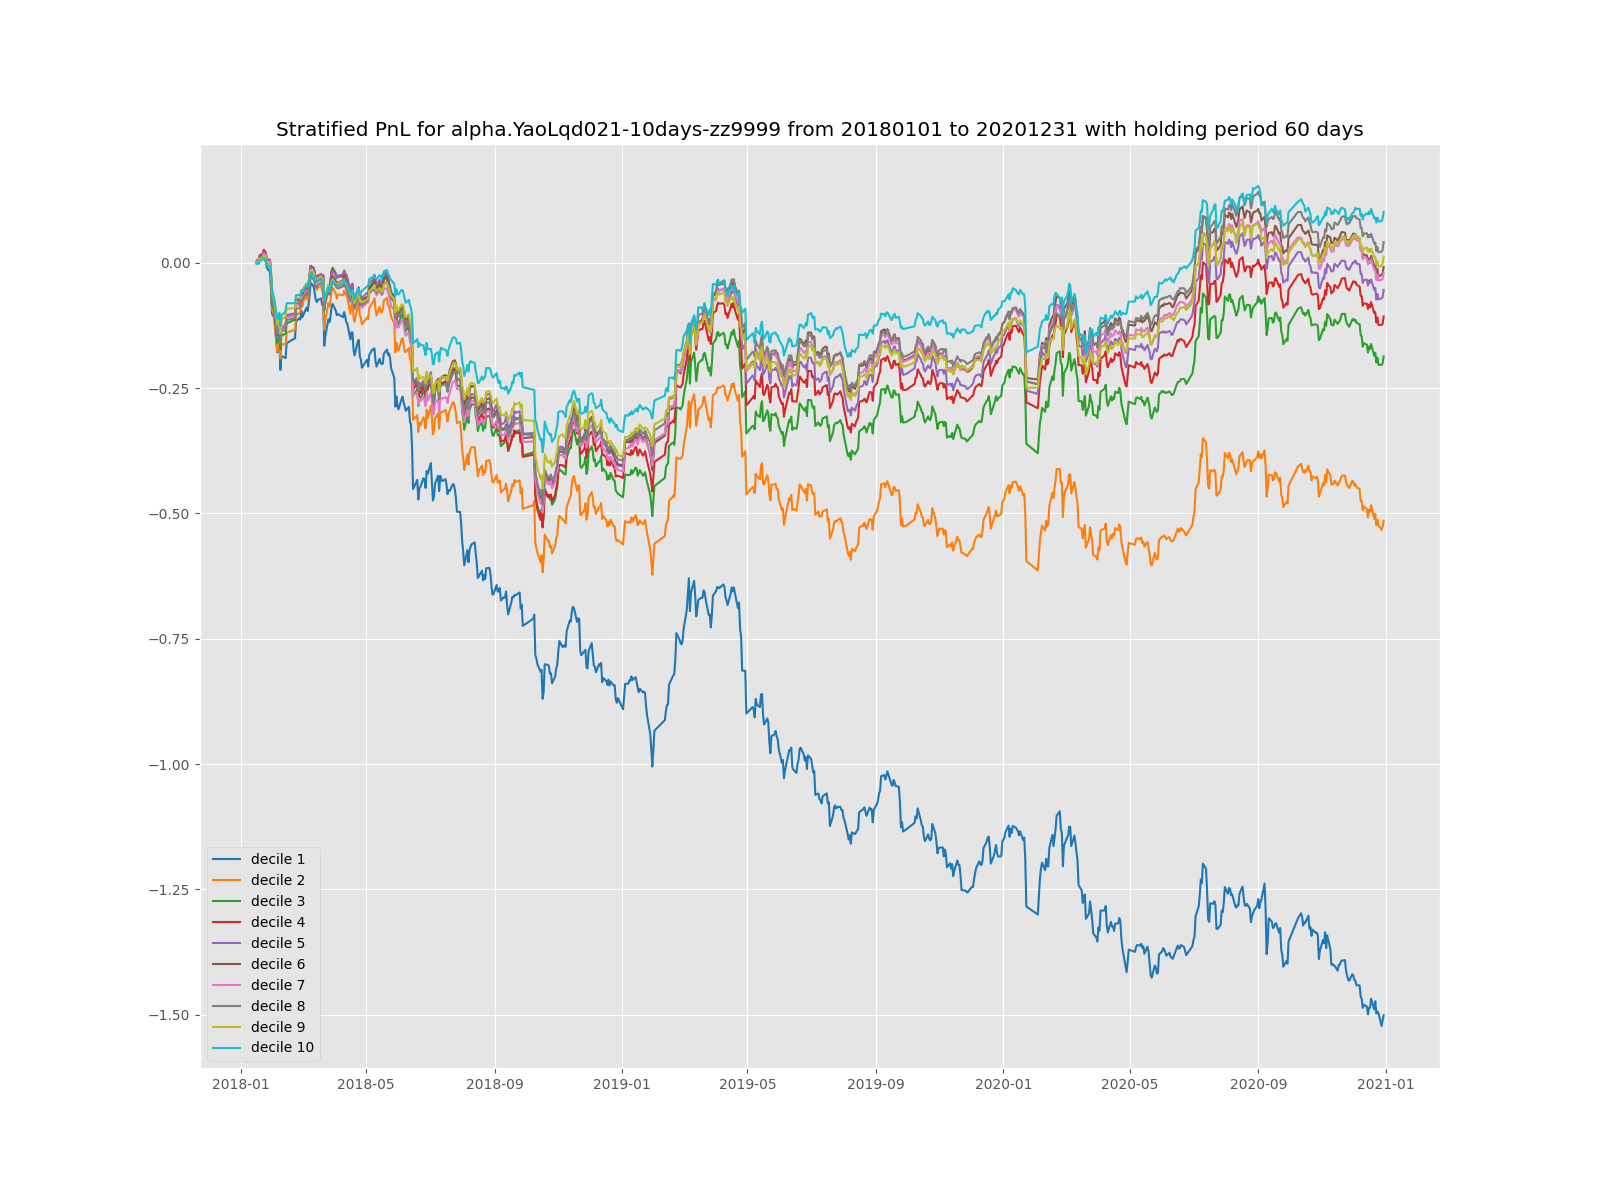 Stratified PnL for alpha.YaoLqd021-10days-zz9999 from 20180101 to 20201231 with holding period 60 days
0.00
−0.25
−0.50
−0.75
−1.00
−1.25
−1.50
decile 1
decile 2
decile 3
decile 4
decile 5
decile 6
decile 7
decile 8
decile 9
decile 10
2018-01 2018-05 2018-09 2019-01 2019-05 2019-09 2020-01 2020-05 2020-09 2021-01